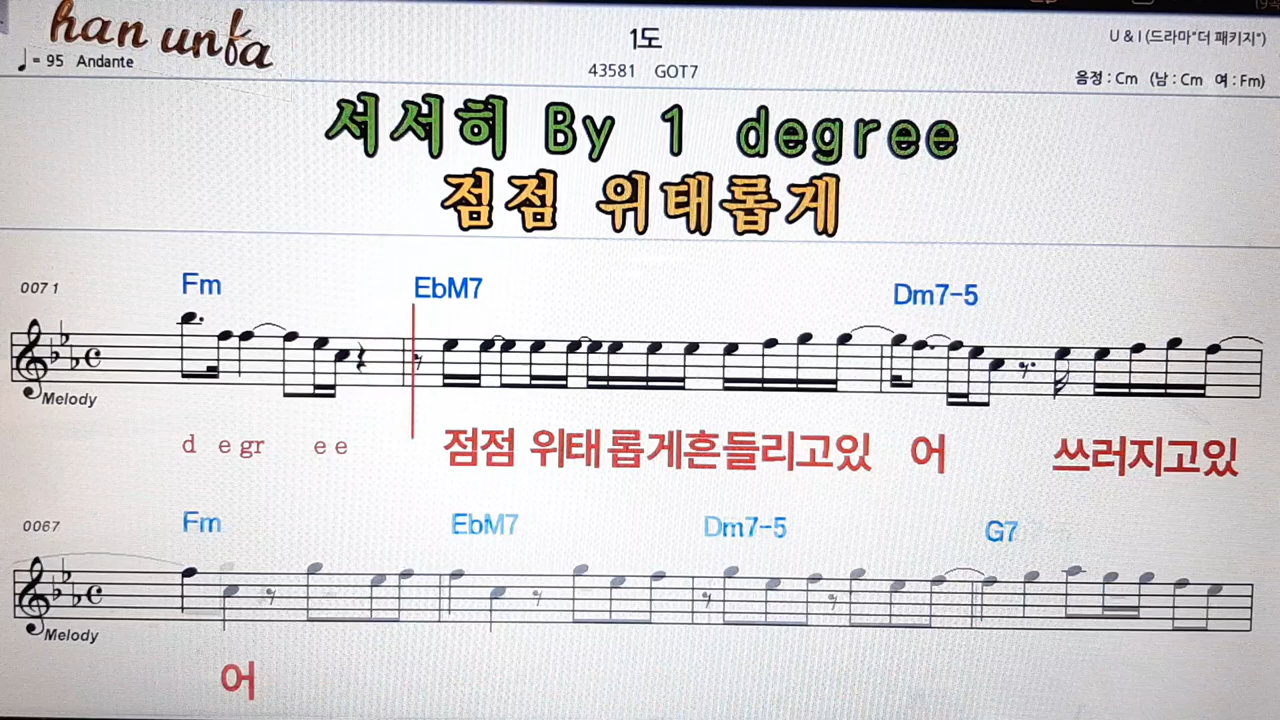 han unfa
1도
U & I (드라마"더 패키지")
♩= 95 Andante
43581 GOT7
음정 : Cm (남 : Cm 여 : Fm)
서서히 By 1 degree
점점 위태롭게
0071
Fm EbM7 Dm7-5
Melody
d e gr e e 점점 위태롭게흔들리고있 어 쓰러지고있
0067
Fm EbM7 Dm7-5 G7
Melody
어